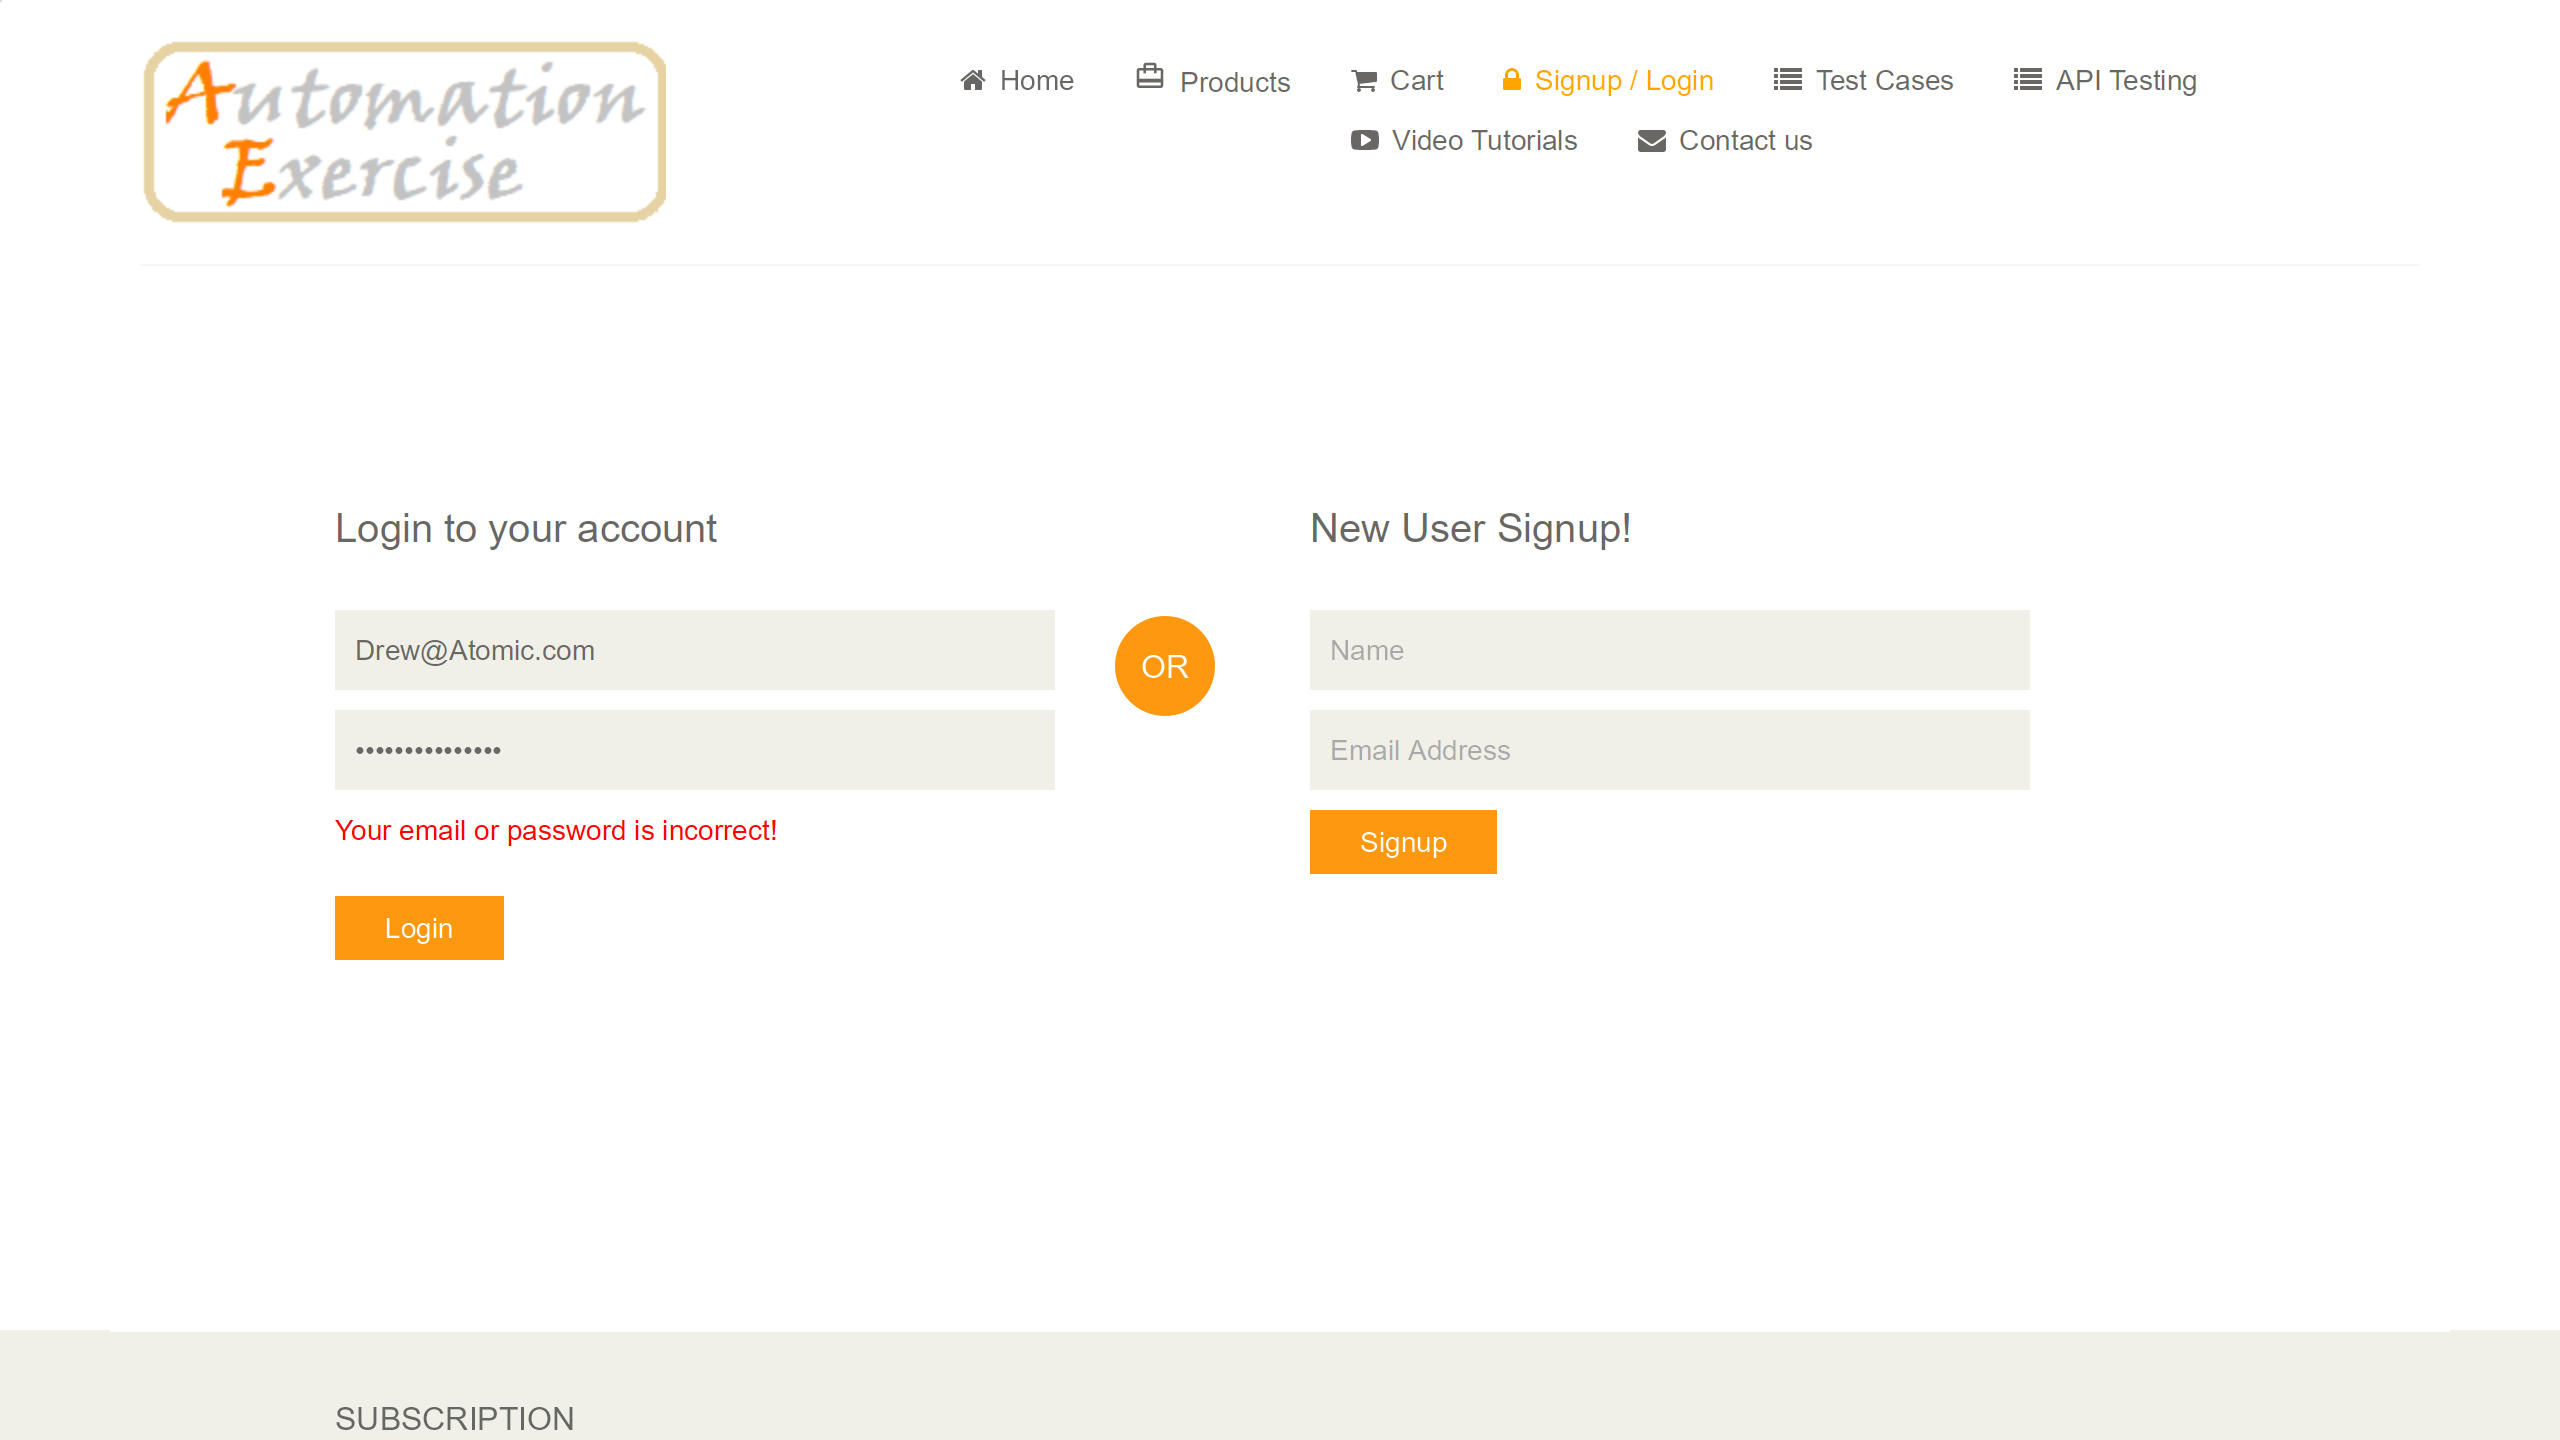 Automation
Exercise
Home
Products
Cart
Signup / Login
Test Cases
API Testing
Video Tutorials
Contact us
Login to your account
Drew@Atomic.com
•••••••••••••••
Your email or password is incorrect!
Login
OR
New User Signup!
Name
Email Address
Signup
SUBSCRIPTION